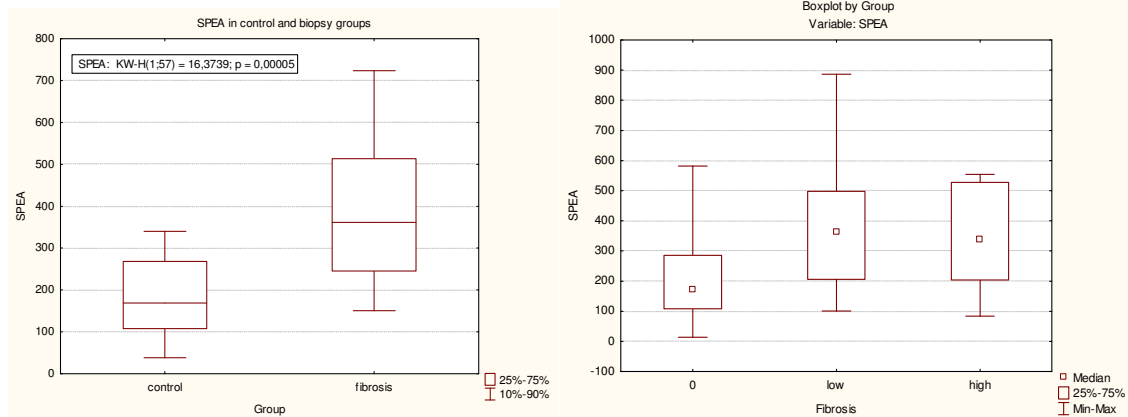 SPEA in control and biopsy groups
SPEA: KW-H(1;57) = 16,3739; p = 0,00005
800
700
600
500
400
300
200
100
0
SPEA
control
fibrosis
Group
25%-75%
10%-90%
Boxplot by Group
Variable: SPEA
1000
900
800
700
600
500
400
300
200
100
0
-100
SPEA
0
low
high
Fibrosis
Median
25%-75%
Min-Max